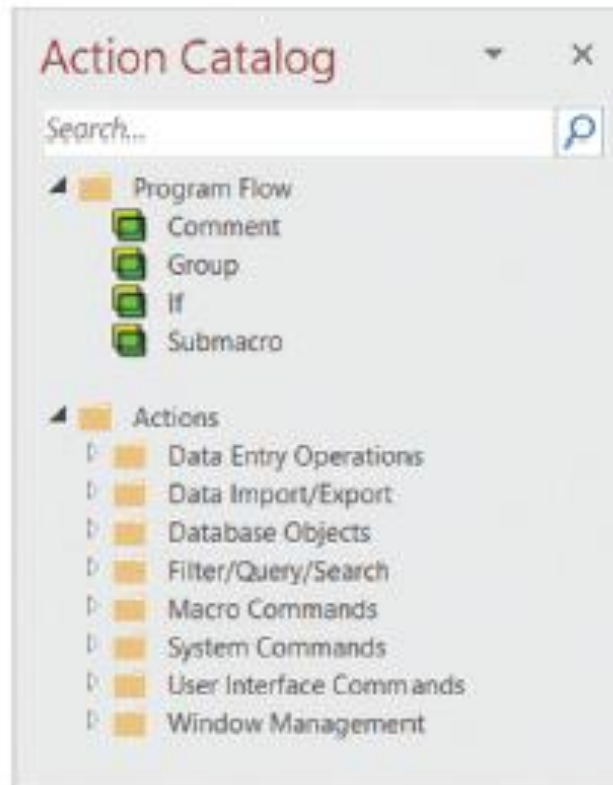 Action Catalog
Search...
Program Flow
Comment
Group
If
Submacro
Actions
Data Entry Operations
Data Import/Export
Database Objects
Filter/Query/Search
Macro Commands
System Commands
User Interface Commands
Window Management